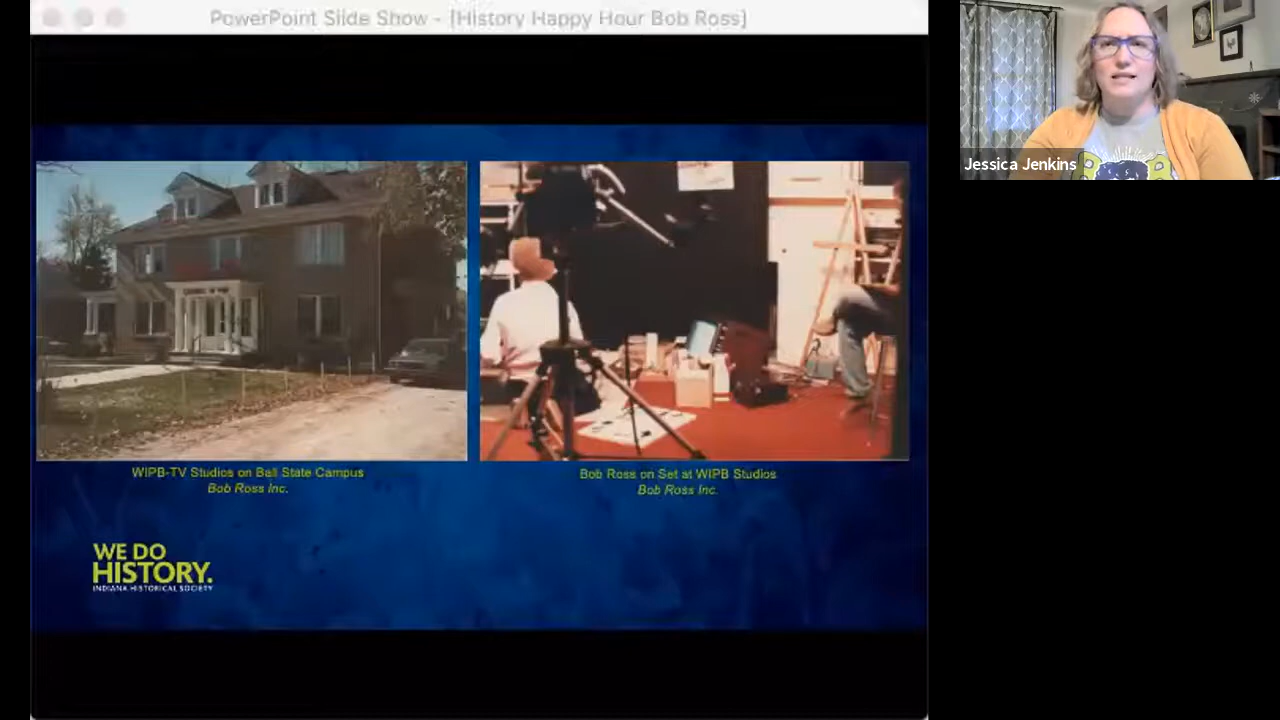 PowerPoint Slide Show - [History Happy Hour Bob Ross]
Jessica Jenkins
WIPB-TV Studios on Ball State Campus
Bob Ross Inc.
Bob Ross on Set at WIPB Studios
Bob Ross Inc.
WE DO
HISTORY.
INDIANA HISTORICAL SOCIETY